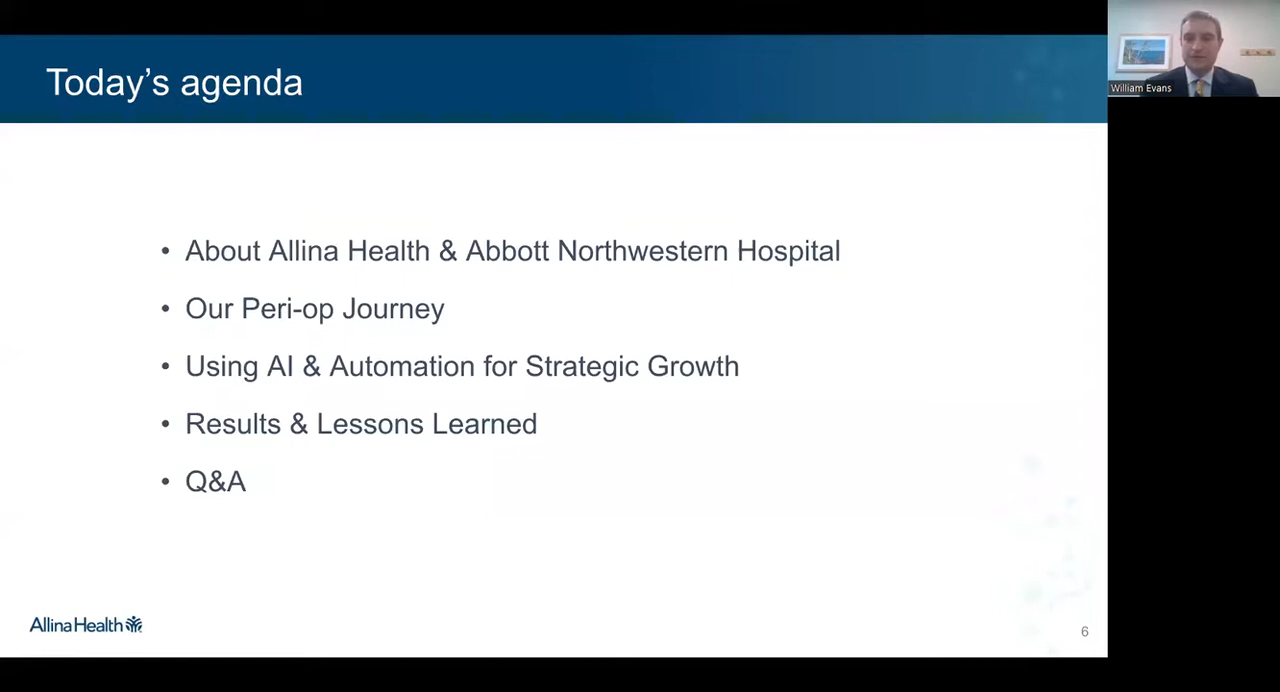 Today's agenda
William Evans
• About Allina Health & Abbott Northwestern Hospital
• Our Peri-op Journey
• Using AI & Automation for Strategic Growth
• Results & Lessons Learned
• Q&A
Allina Health
6